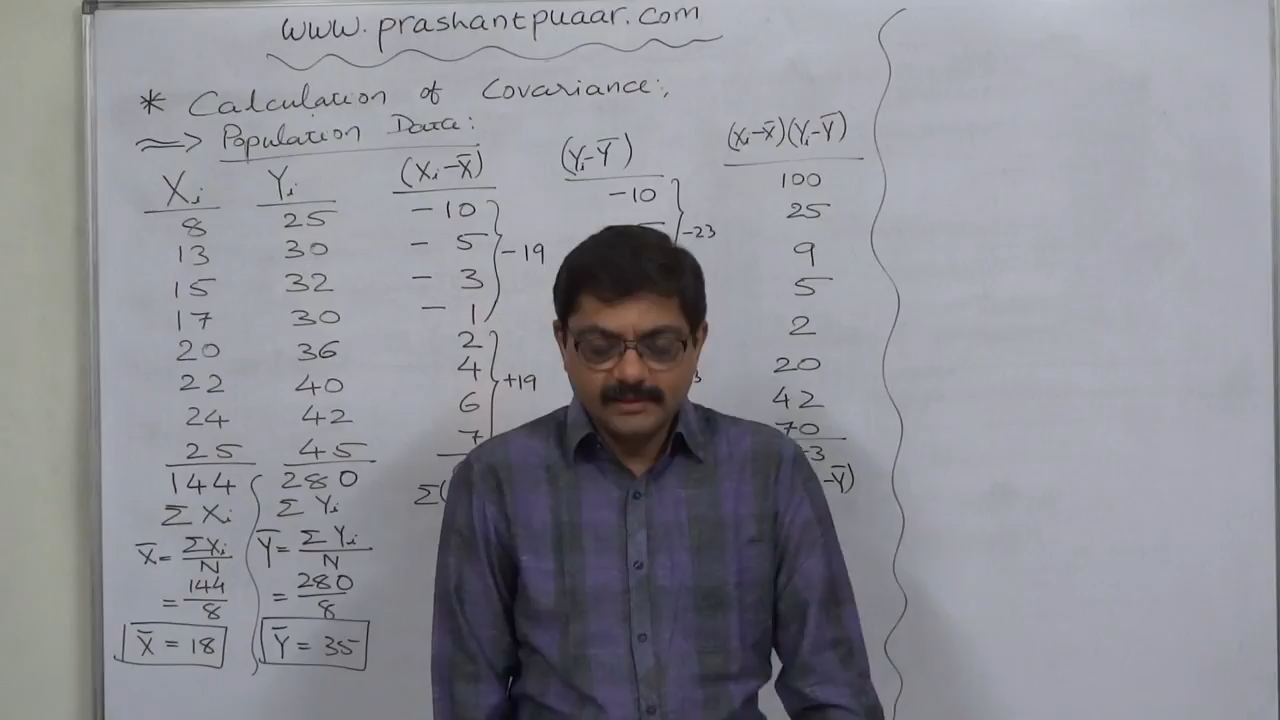 www.prashantpuaar.com
* Calculation of Covariance:,
⇒ Population Data:
Xi Yi (Xi-X̄) (Yi-Ȳ) (xi-x̄)(Yi-Ȳ)
8 25 -10 -10 100
13 30 -5 25
15 32 -3 9
17 30 -1 5
20 36 2 2
22 40 4 20
24 42 6 42
25 45 7 70
-19 +19 -23
144 280
ΣXi ΣYi Σ( -Ȳ)
X̄ = ΣXi/N Ȳ = ΣYi/N
= 144/8 = 280/8
X̄ = 18 Ȳ = 35